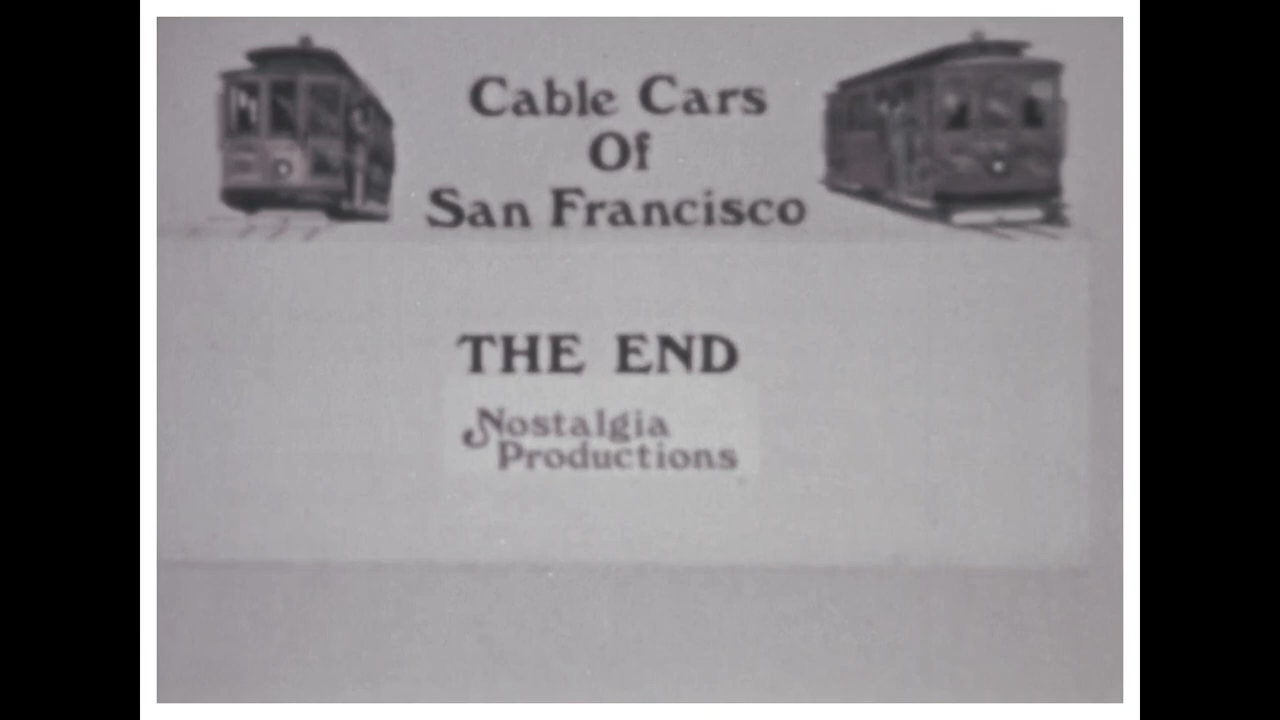 Cable Cars
Of
San Francisco
THE END
Nostalgia
Productions